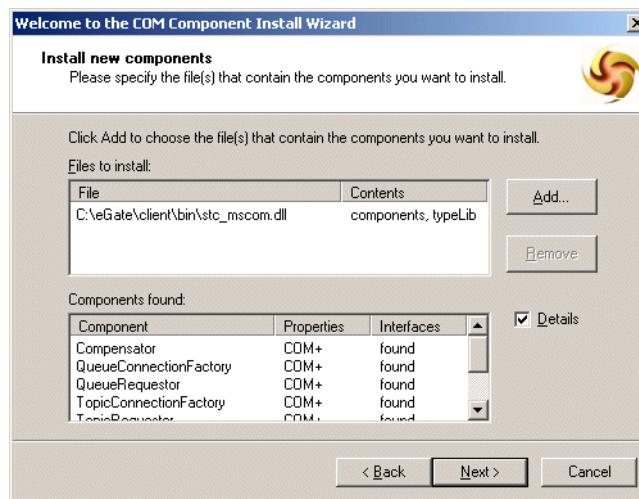 Welcome to the COM Component Install Wizard
Install new components
Please specify the file(s) that contain the components you want to install.
Click Add to choose the file(s) that contain the components you want to install.
Files to install:
File Contents
C:\eGate\client\bin\stc_mscom.dll components, typeLib
Add...
Remove
Components found:
Component Properties Interfaces
Details
Compensator COM+ found
QueueConnectionFactory COM+ found
QueueRequestor COM+ found
TopicConnectionFactory COM+ found
TopicRequestor COM+ found
< Back Next > Cancel